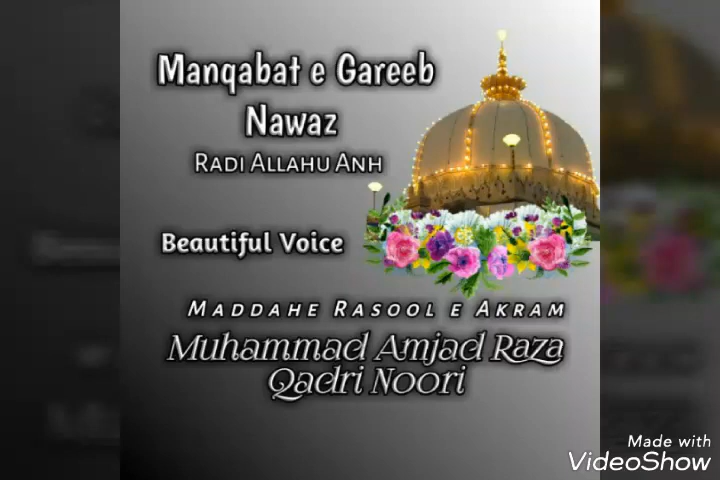 Manqabat e Gareeb
Nawaz
Radi Allahu Anh
Beautiful Voice
Maddahe Rasool e Akram
Muhammad Amjad Raza
Qadri Noori
Made with
VideoShow